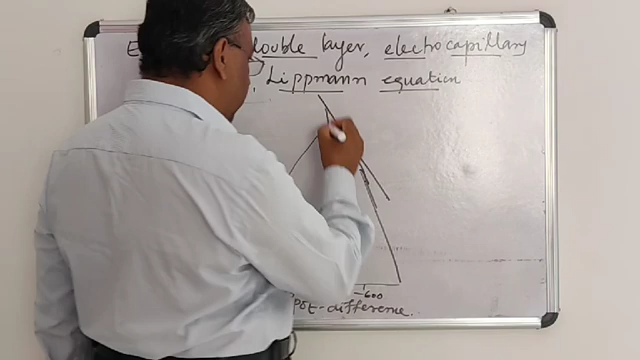 double layer, electrocapillary
Lippmann equation
-600
pot-difference.